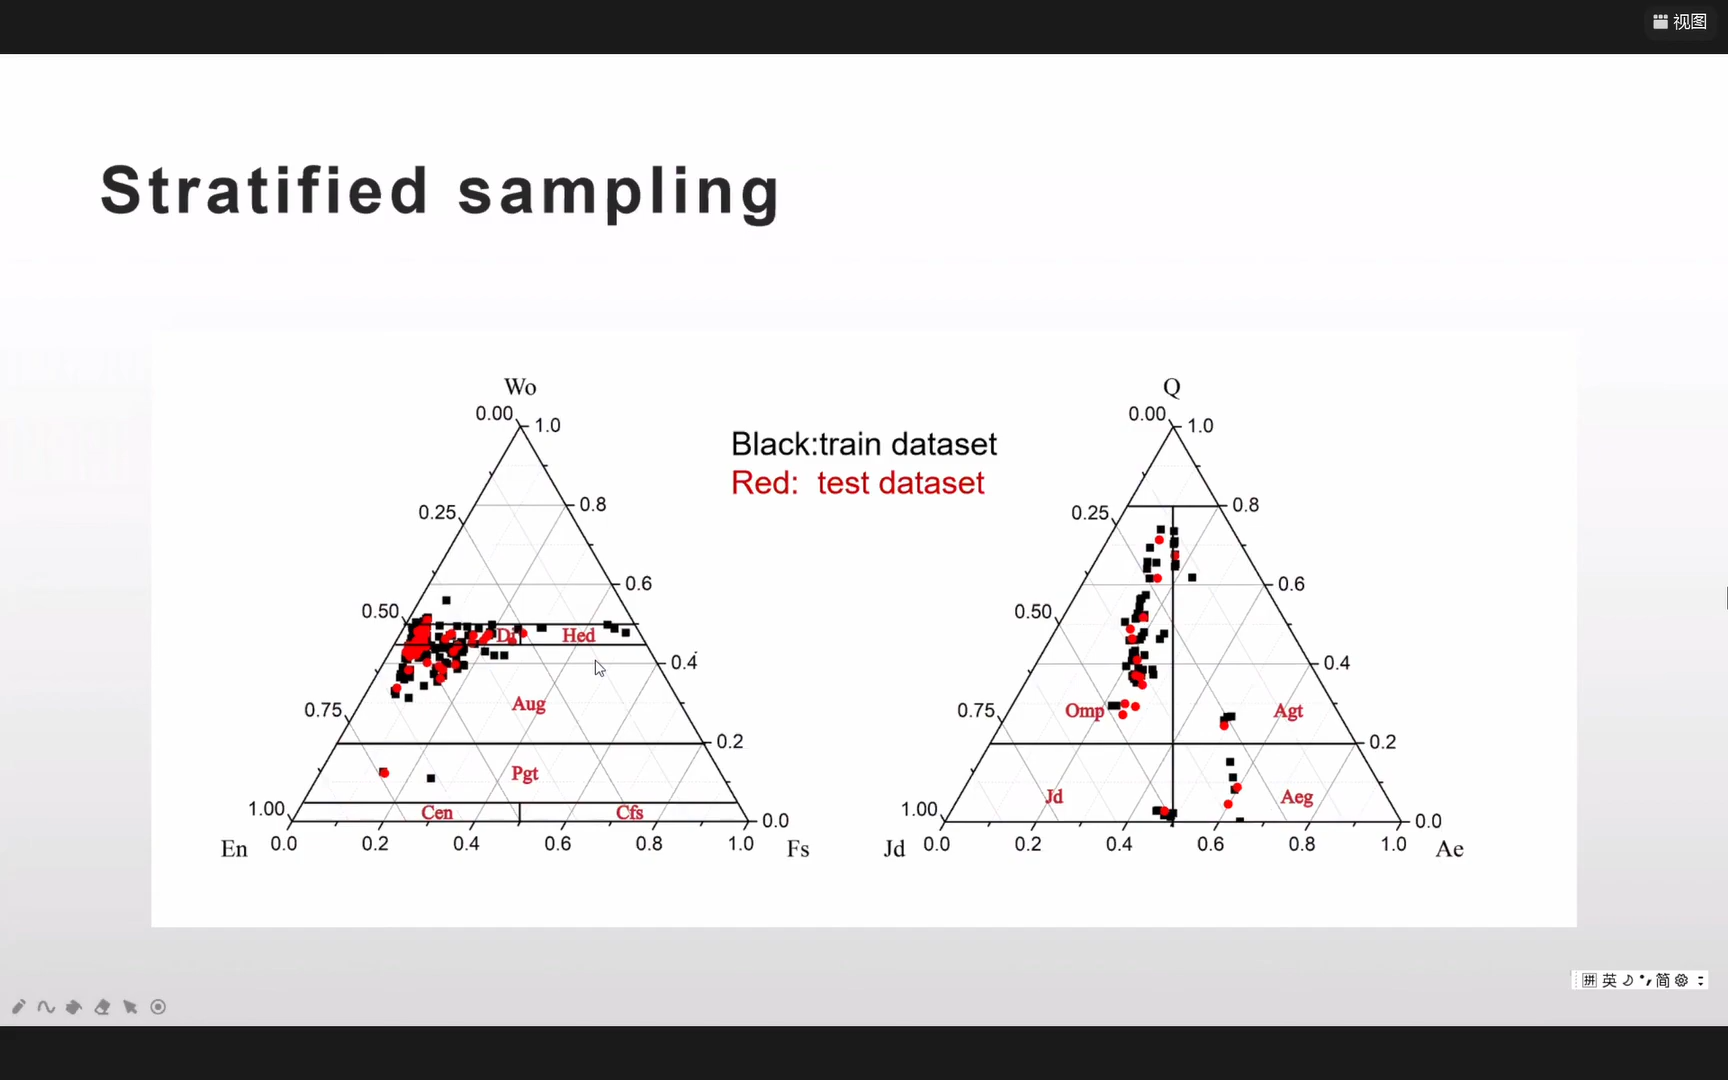 视图
Stratified sampling
Wo
0.00
1.0
0.25
0.8
0.50
0.6
Di
Hed
0.4
Aug
0.75
0.2
Pgt
1.00
Cen
Cfs
0.0
En
0.0
0.2
0.4
0.6
0.8
1.0
Fs
Black:train dataset
Red: test dataset
Q
0.00
1.0
0.25
0.8
0.50
0.6
0.4
0.75
Omp
Agt
0.2
1.00
Jd
Aeg
0.0
Jd
0.0
0.2
0.4
0.6
0.8
1.0
Ae
拼 英 简